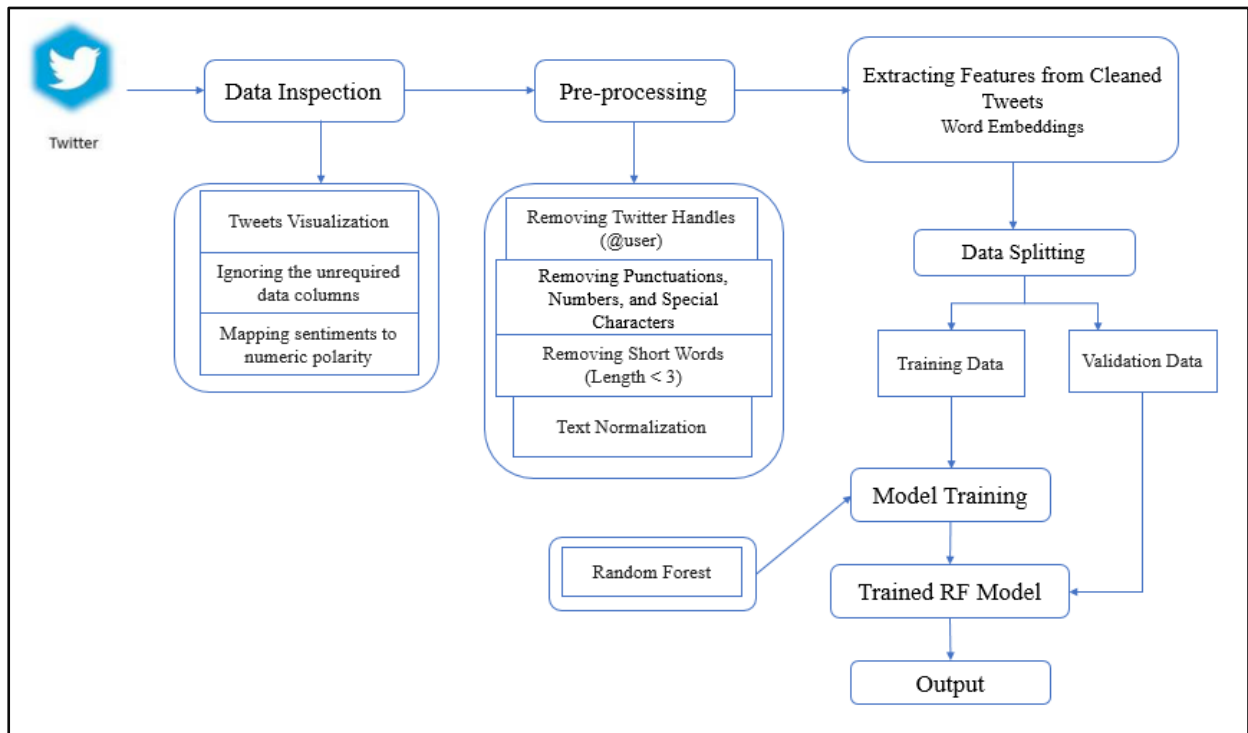 Twitter
Data Inspection
Pre-processing
Extracting Features from Cleaned
Tweets
Word Embeddings
Tweets Visualization
Ignoring the unrequired
data columns
Mapping sentiments to
numeric polarity
Removing Twitter Handles
(@user)
Removing Punctuations,
Numbers, and Special
Characters
Removing Short Words
(Length < 3)
Text Normalization
Data Splitting
Training Data
Validation Data
Model Training
Random Forest
Trained RF Model
Output